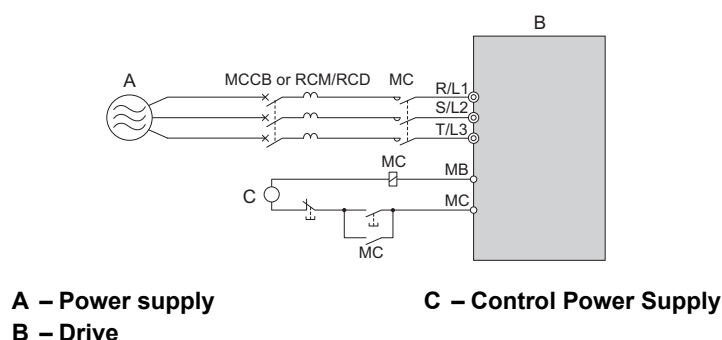 B
A
MCCB or RCM/RCD
MC
R/L1
S/L2
T/L3
MC
MB
C
MC
MC
A – Power supply
C – Control Power Supply
B – Drive